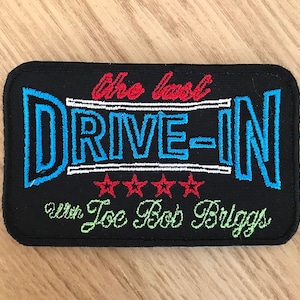 the last
DRIVE-IN
With Joe Bob Briggs